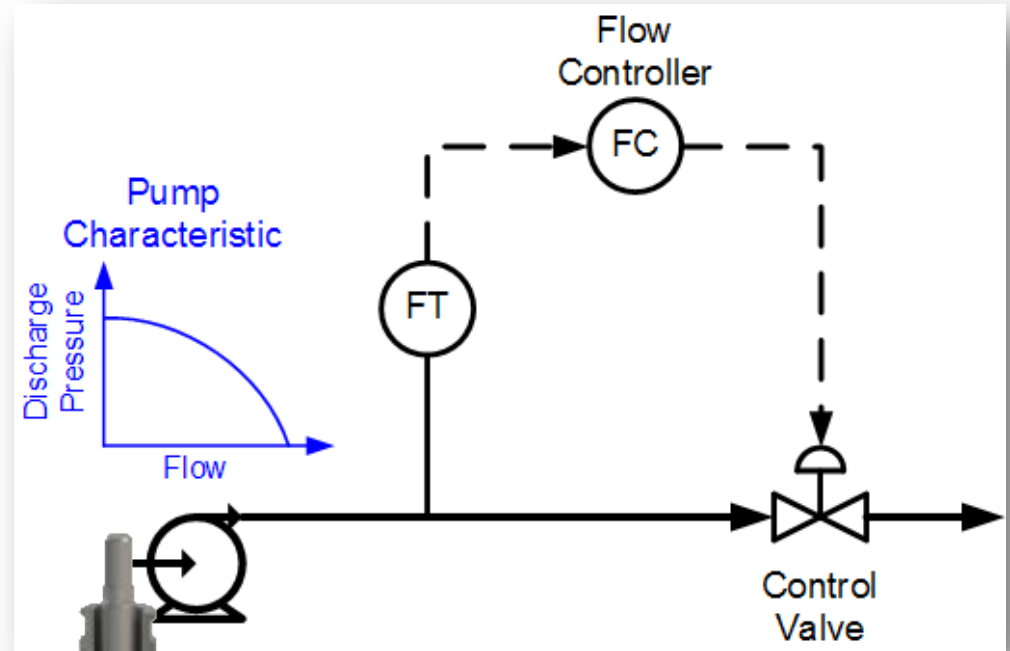 Flow
Controller
FC
Pump
Characteristic
FT
Discharge
Pressure
Flow
Control
Valve